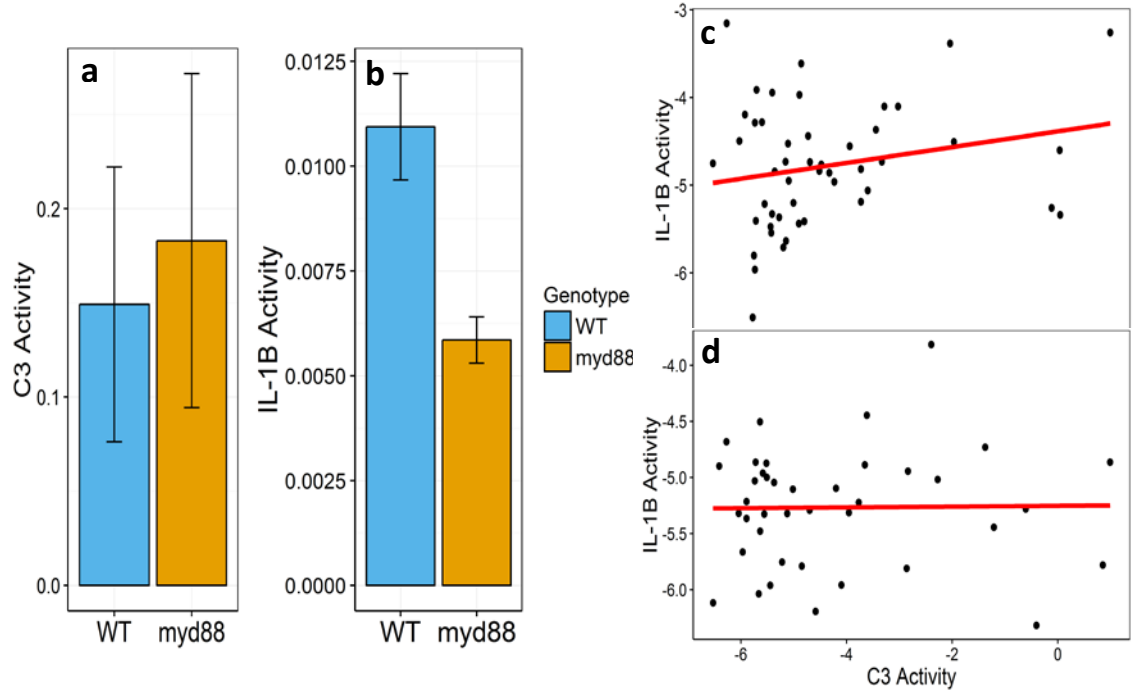 a
C3 Activity
0.2
0.1
0.0
WT
myd88
b
IL-1B Activity
0.0125
0.0100
0.0075
0.0050
0.0025
0.0000
WT
myd88
Genotype
WT
myd88
c
IL-1B Activity
-3
-4
-5
-6
d
IL-1B Activity
-4.0
-4.5
-5.0
-5.5
-6.0
-6
-4
-2
0
C3 Activity